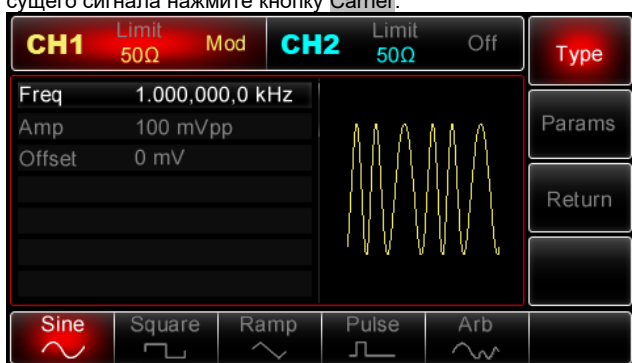 сущего сигнала нажмите кнопку Carrier.
CH1 Limit 50Ω Mod CH2 Limit 50Ω Off
Type
Freq 1.000,000,0 kHz
Amp 100 mVpp
Offset 0 mV
Params
Return
Sine Square Ramp Pulse Arb